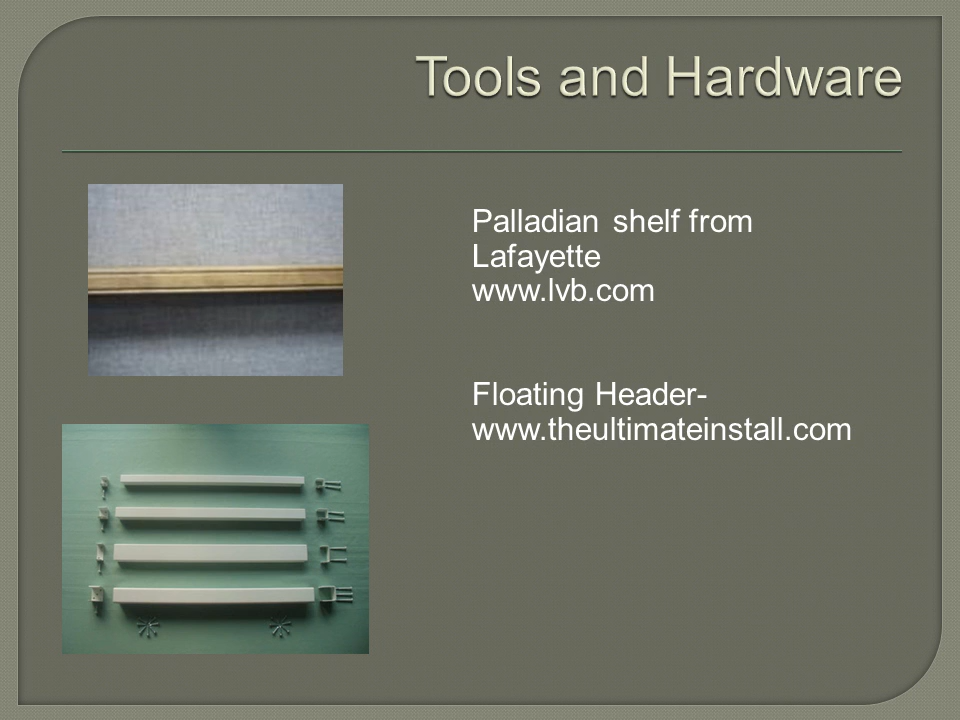 Tools and Hardware
Palladian shelf from
Lafayette
www.lvb.com
Floating Header-
www.theultimateinstall.com